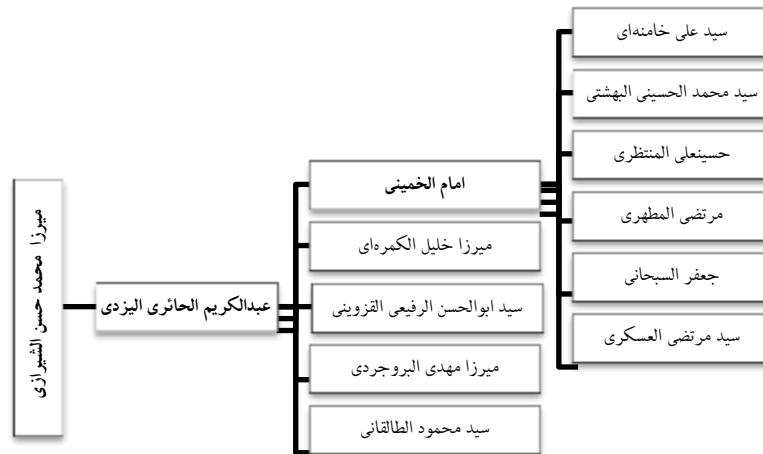 سید علی خامنه‌ای
سید محمد الحسینی البهشتی
حسینعلی المنتظری
مرتضی المطهری
جعفر السبحانی
سید مرتضی العسکری
امام الخمینی
میرزا خلیل الکمره‌ای
سید ابوالحسن الرفیعی القزوینی
میرزا مهدی البروجردی
سید محمود الطالقانی
عبدالکریم الحائری الیزدی
میرزا محمد حسن الشیرازی